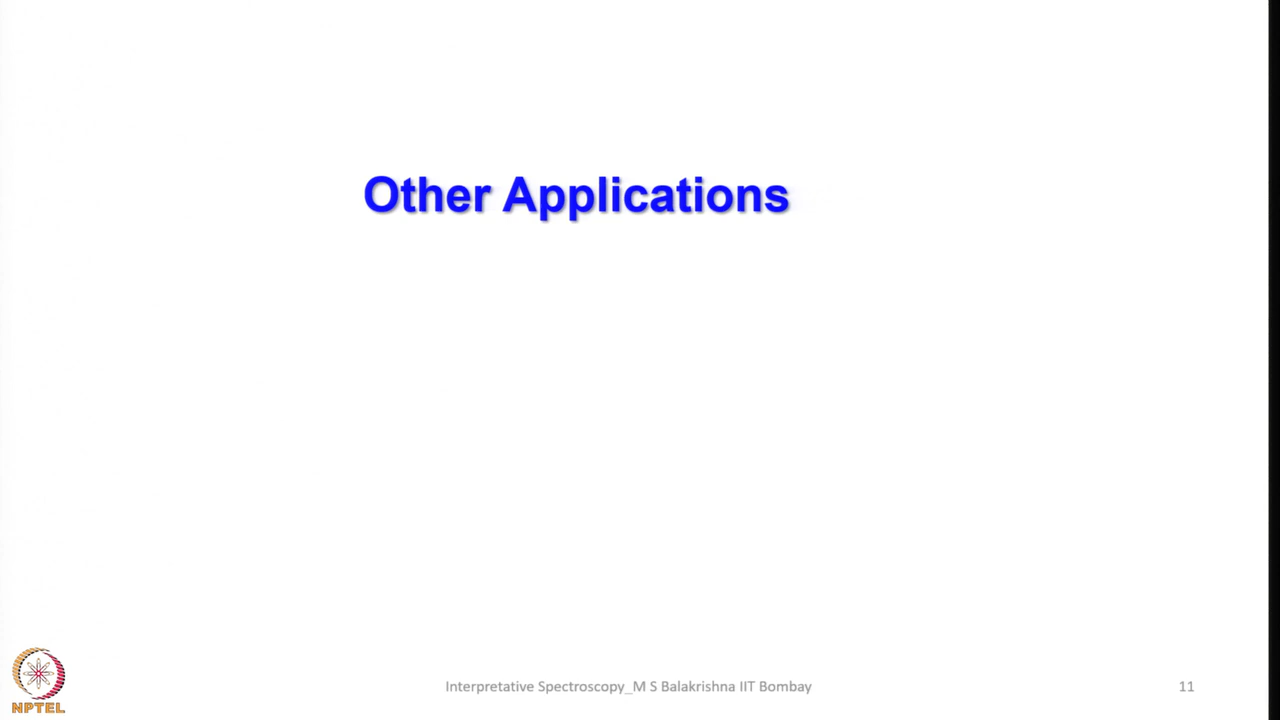 Other Applications
NPTEL
Interpretative Spectroscopy_M S Balakrishna IIT Bombay
11